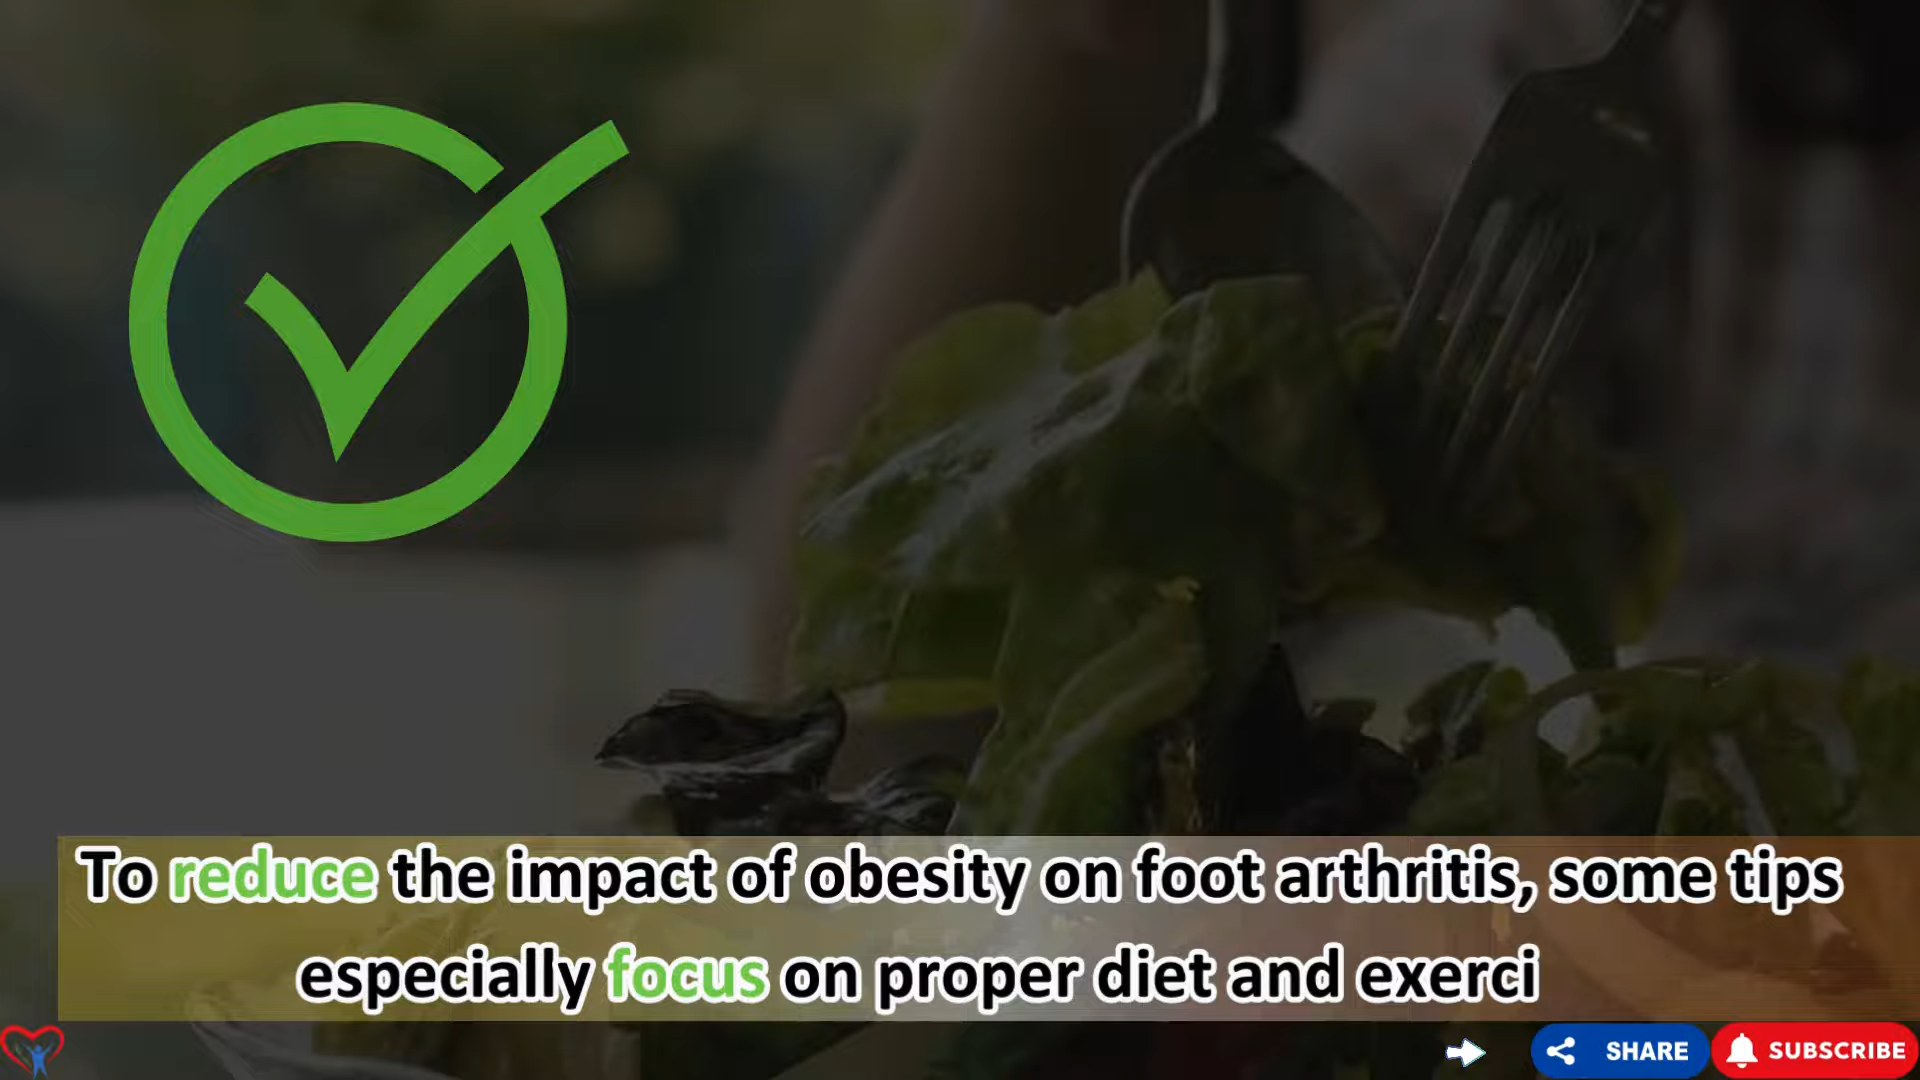 To reduce the impact of obesity on foot arthritis, some tips
especially focus on proper diet and exerci
SHARE
SUBSCRIBE